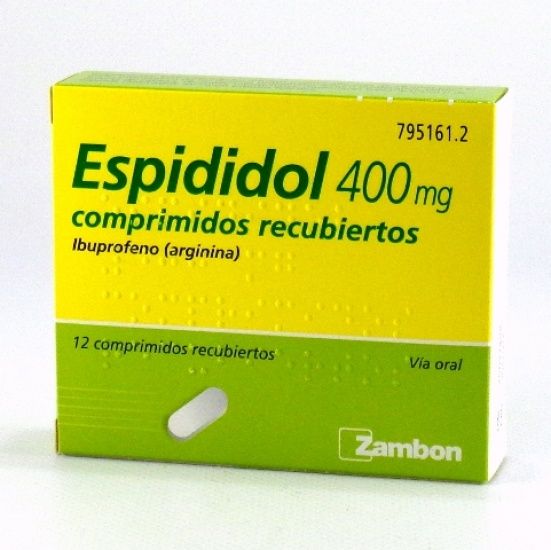 795161.2
Espididol 400 mg
comprimidos recubiertos
Ibuprofeno (arginina)
12 comprimidos recubiertos
Vía oral
Zambon